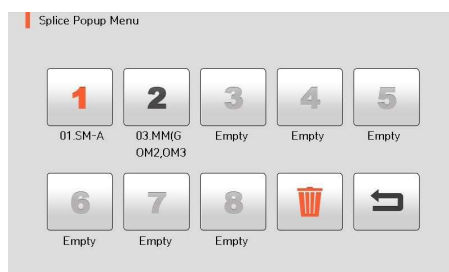 Splice Popup Menu
1 2 3 4 5
01.SM-A 03.MM(G Empty Empty Empty
OM2,OM3
6 7 8
Empty Empty Empty